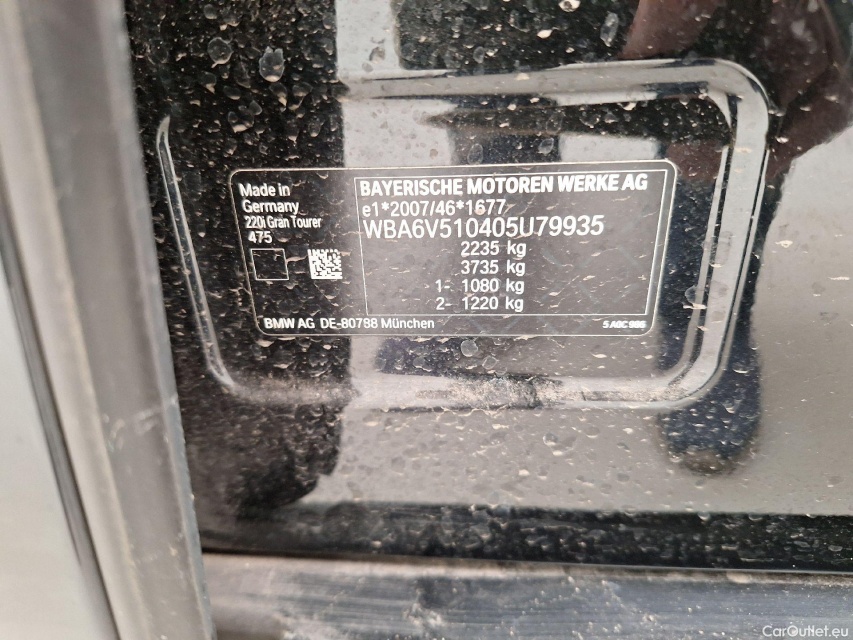 Made in
Germany
220i Gran Tourer
475
BAYERISCHE MOTOREN WERKE AG
e1*2007/46*1677
WBA6V510405U79935
2235 kg
3735 kg
1- 1080 kg
2- 1220 kg
BMW AG DE-80788 München
CarOutlet.eu